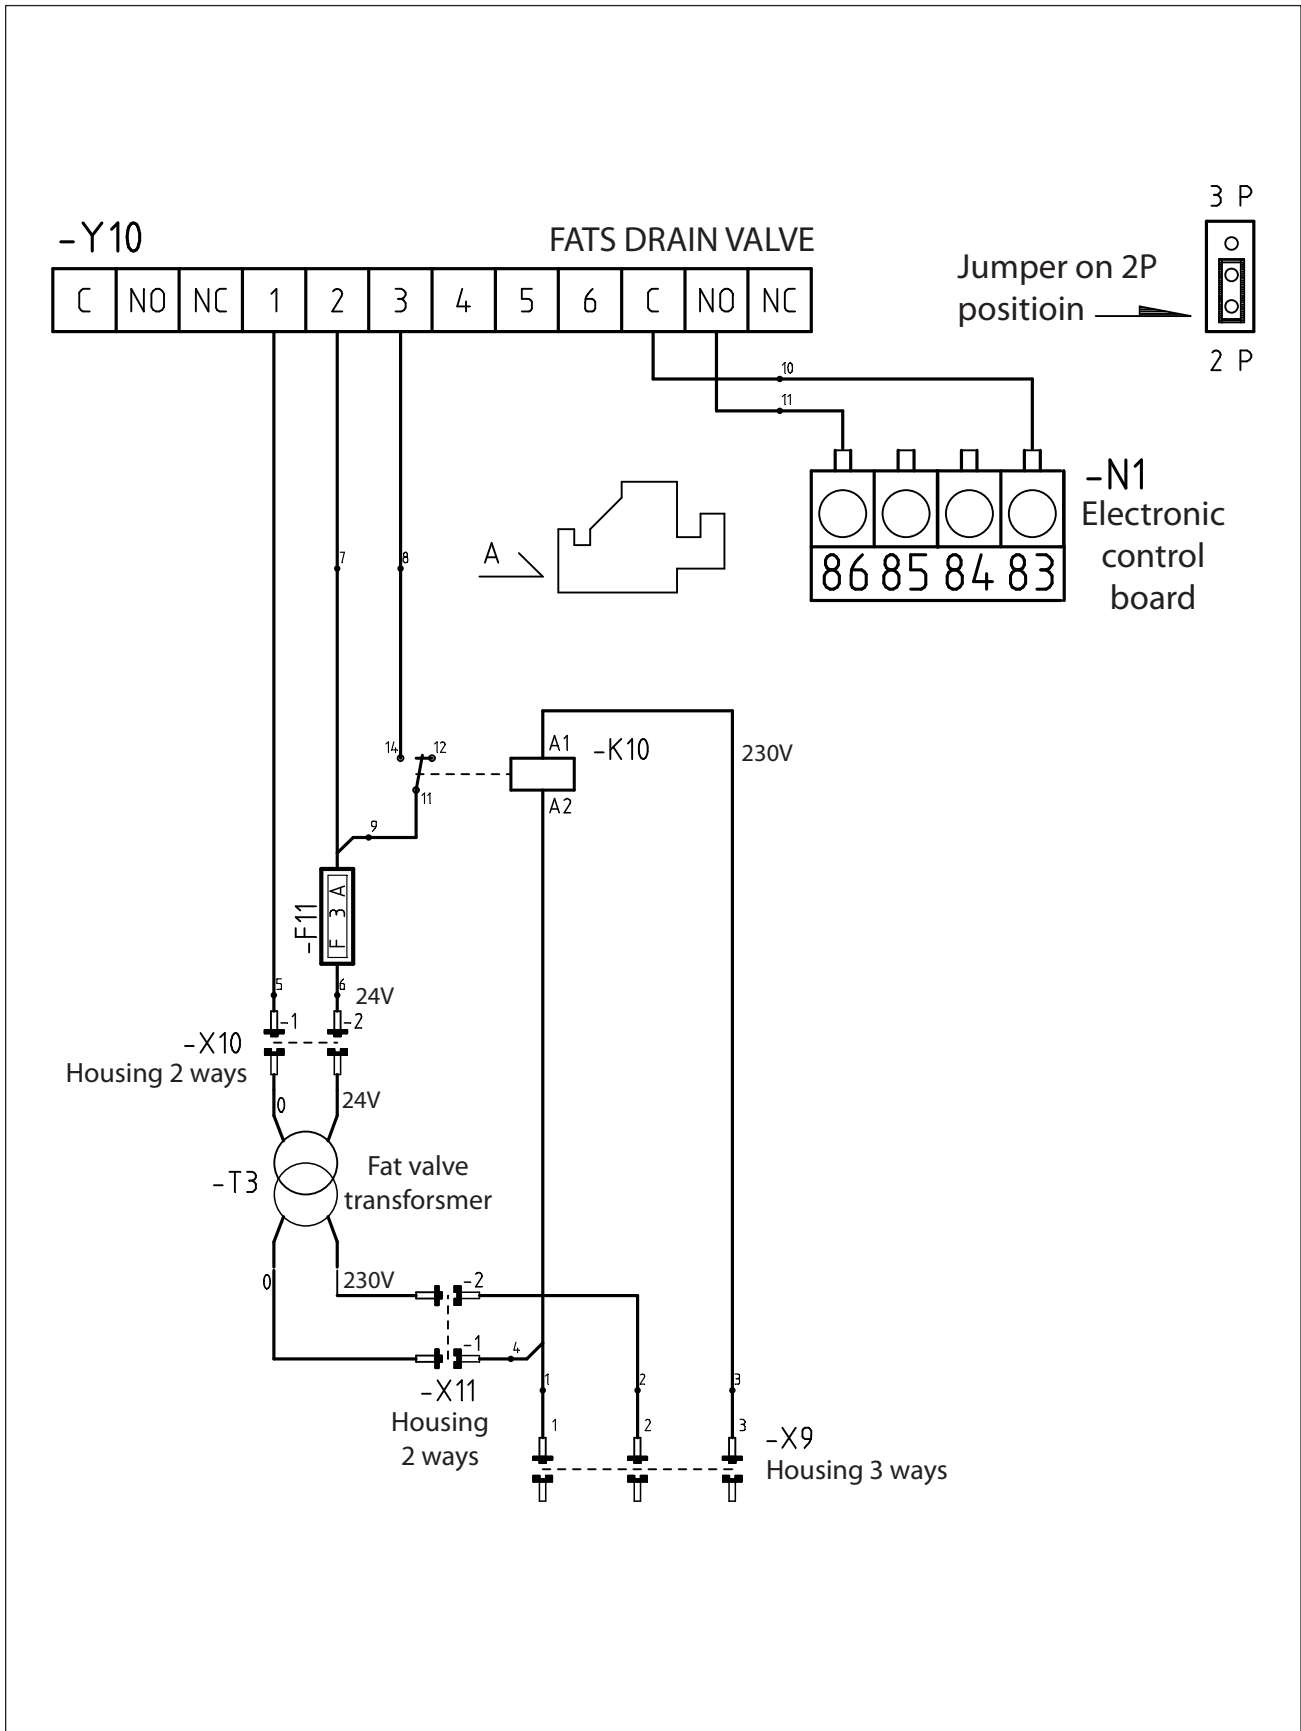 3 P
-Y10
FATS DRAIN VALVE
Jumper on 2P
positioin
C NO NC 1 2 3 4 5 6 C NO NC
2 P
10
11
-N1
Electronic
control
board
86 85 84 83
A
7
8
14
12
11
A1
-K10
A2
230V
9
-F11
F 3 A
5
6
24V
-1
-2
-X10
Housing 2 ways
0
24V
-T3
Fat valve
transforsmer
0
230V
-2
-1
4
-X11
Housing
2 ways
1
2
3
1
2
3
-X9
Housing 3 ways